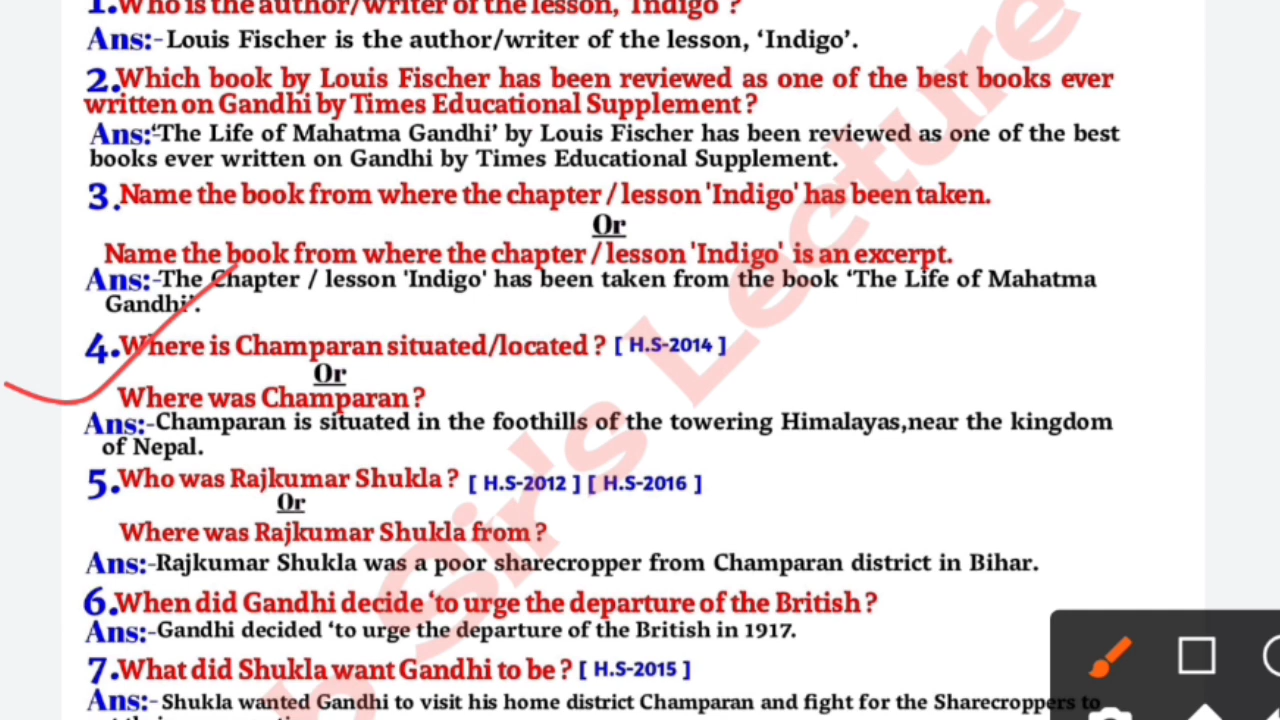 1.Who is the author/writer of the lesson, 'Indigo'?
Ans:-Louis Fischer is the author/writer of the lesson, ‘Indigo’.
2.Which book by Louis Fischer has been reviewed as one of the best books ever
written on Gandhi by Times Educational Supplement?
Ans:‘The Life of Mahatma Gandhi’ by Louis Fischer has been reviewed as one of the best
books ever written on Gandhi by Times Educational Supplement.
3.Name the book from where the chapter/lesson 'Indigo' has been taken.
Or
Name the book from where the chapter/lesson 'Indigo' is an excerpt.
Ans:-The Chapter / lesson 'Indigo' has been taken from the book ‘The Life of Mahatma
Gandhi’.
4.Where is Champaran situated/located? [ H.S-2014 ]
Or
Where was Champaran?
Ans:-Champaran is situated in the foothills of the towering Himalayas,near the kingdom
of Nepal.
5.Who was Rajkumar Shukla? [ H.S-2012 ] [ H.S-2016 ]
Or
Where was Rajkumar Shukla from?
Ans:-Rajkumar Shukla was a poor sharecropper from Champaran district in Bihar.
6.When did Gandhi decide ‘to urge the departure of the British?
Ans:-Gandhi decided ‘to urge the departure of the British in 1917.
7.What did Shukla want Gandhi to be? [ H.S-2015 ]
Ans:-Shukla wanted Gandhi to visit his home district Champaran and fight for the Sharecroppers to
Sir's Lecture